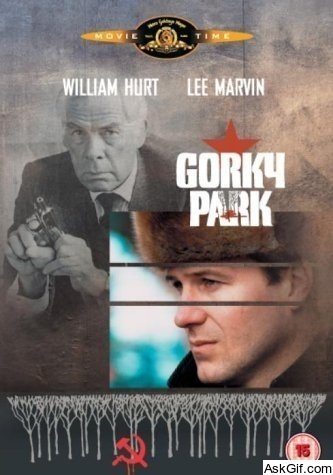 MOVIE TIME
WILLIAM HURT LEE MARVIN
GORKY
PARK
15
AskGif.com